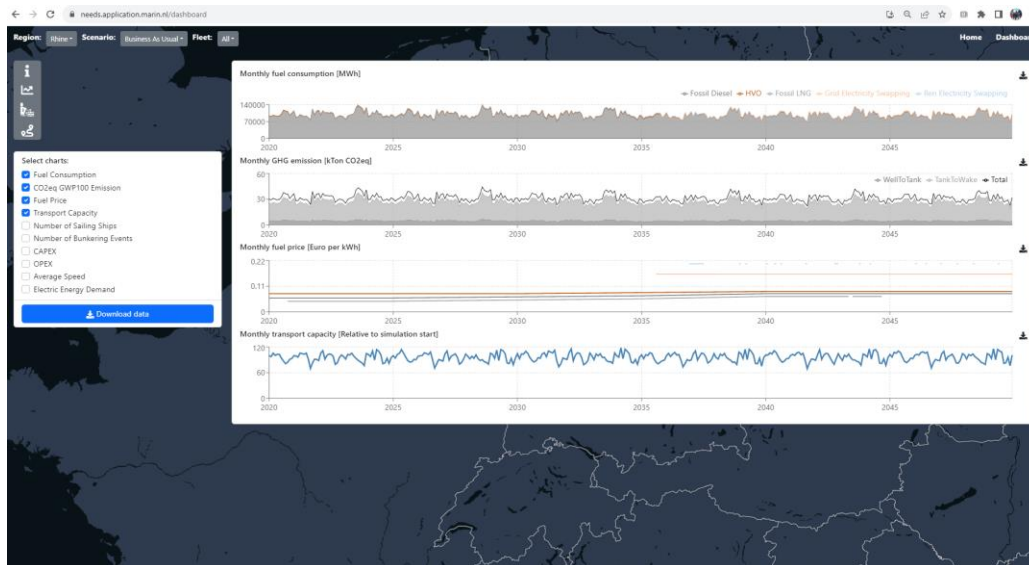 needs.application.marin.nl/dashboard
Region: Rhine Scenario: Business As Usual Fleet: All Home Dashboar
Select charts:
Fuel Consumption
CO2eq GWP100 Emission
Fuel Price
Transport Capacity
Number of Sailing Ships
Number of Bunkering Events
CAPEX
OPEX
Average Speed
Electric Energy Demand
Download data
Monthly fuel consumption [MWh]
Fossil Diesel HVO Fossil LNG Grid Electricity Swapping Ren Electricity Swapping
140000
70000
0
2020 2025 2030 2035 2040 2045
Monthly GHG emission [kTon CO2eq]
WellToTank TankToWake Total
60
30
0
2020 2025 2030 2035 2040 2045
Monthly fuel price [Euro per kWh]
0.22
0.11
0
2020 2025 2030 2035 2040 2045
Monthly transport capacity [Relative to simulation start]
120
60
0
2020 2025 2030 2035 2040 2045